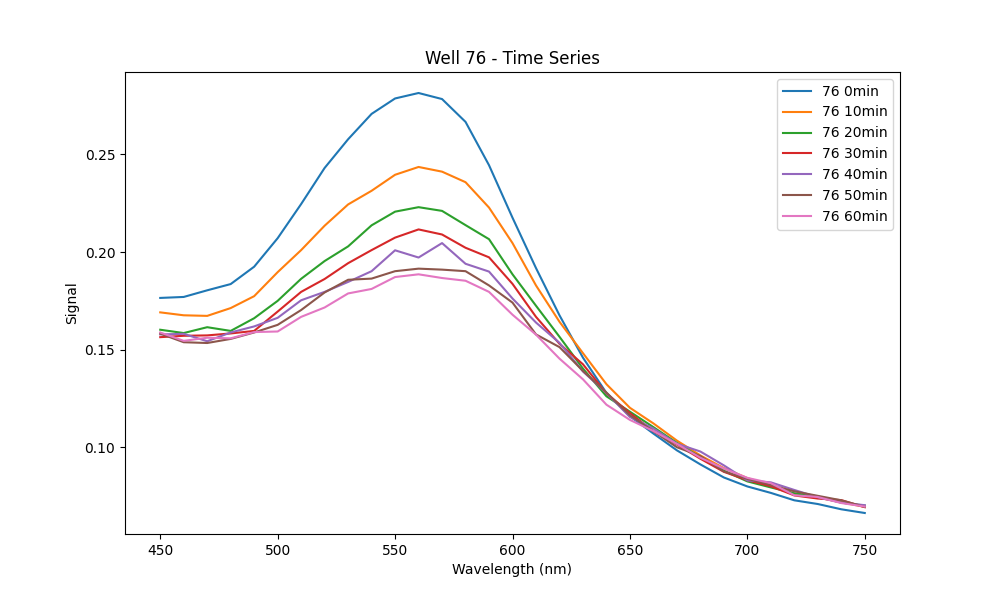 Well 76 - Time Series
76 0min
76 10min
76 20min
76 30min
76 40min
76 50min
76 60min
Signal
0.25
0.20
0.15
0.10
450 500 550 600 650 700 750
Wavelength (nm)